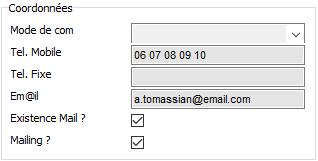 Coordonnées
Mode de com
Tel. Mobile 06 07 08 09 10
Tel. Fixe
Em@il a.tomassian@email.com
Existence Mail ?
Mailing ?